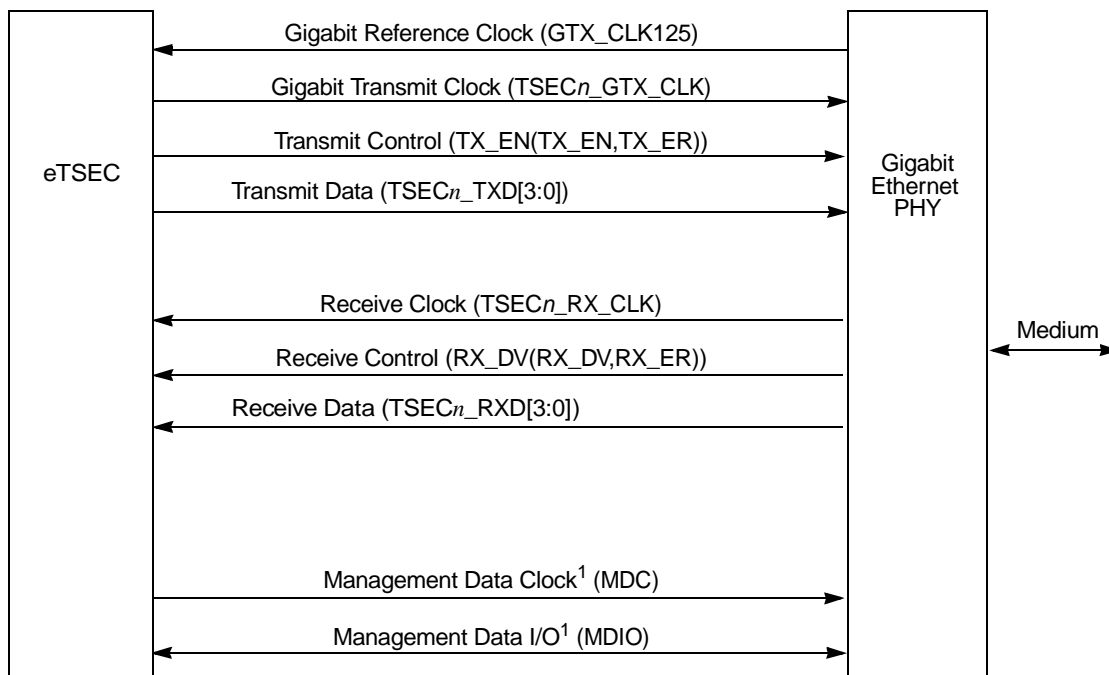 Gigabit Reference Clock (GTX_CLK125)
Gigabit Transmit Clock (TSECn_GTX_CLK)
Transmit Control (TX_EN(TX_EN,TX_ER))
eTSEC
Transmit Data (TSECn_TXD[3:0])
Gigabit
Ethernet
PHY
Receive Clock (TSECn_RX_CLK)
Medium
Receive Control (RX_DV(RX_DV,RX_ER))
Receive Data (TSECn_RXD[3:0])
Management Data Clock¹ (MDC)
Management Data I/O¹ (MDIO)